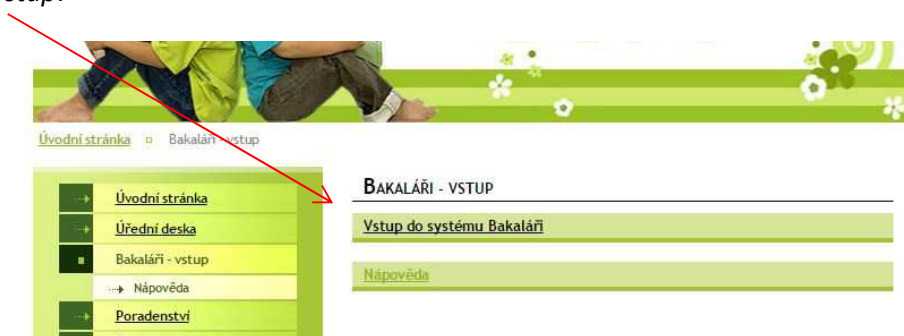 Úvodní stránka Bakaláři - vstup
BAKALÁŘI - VSTUP
Úvodní stránka
Vstup do systému Bakaláři
Úřední deska
Bakaláři - vstup
Nápověda
Nápověda
Poradenství